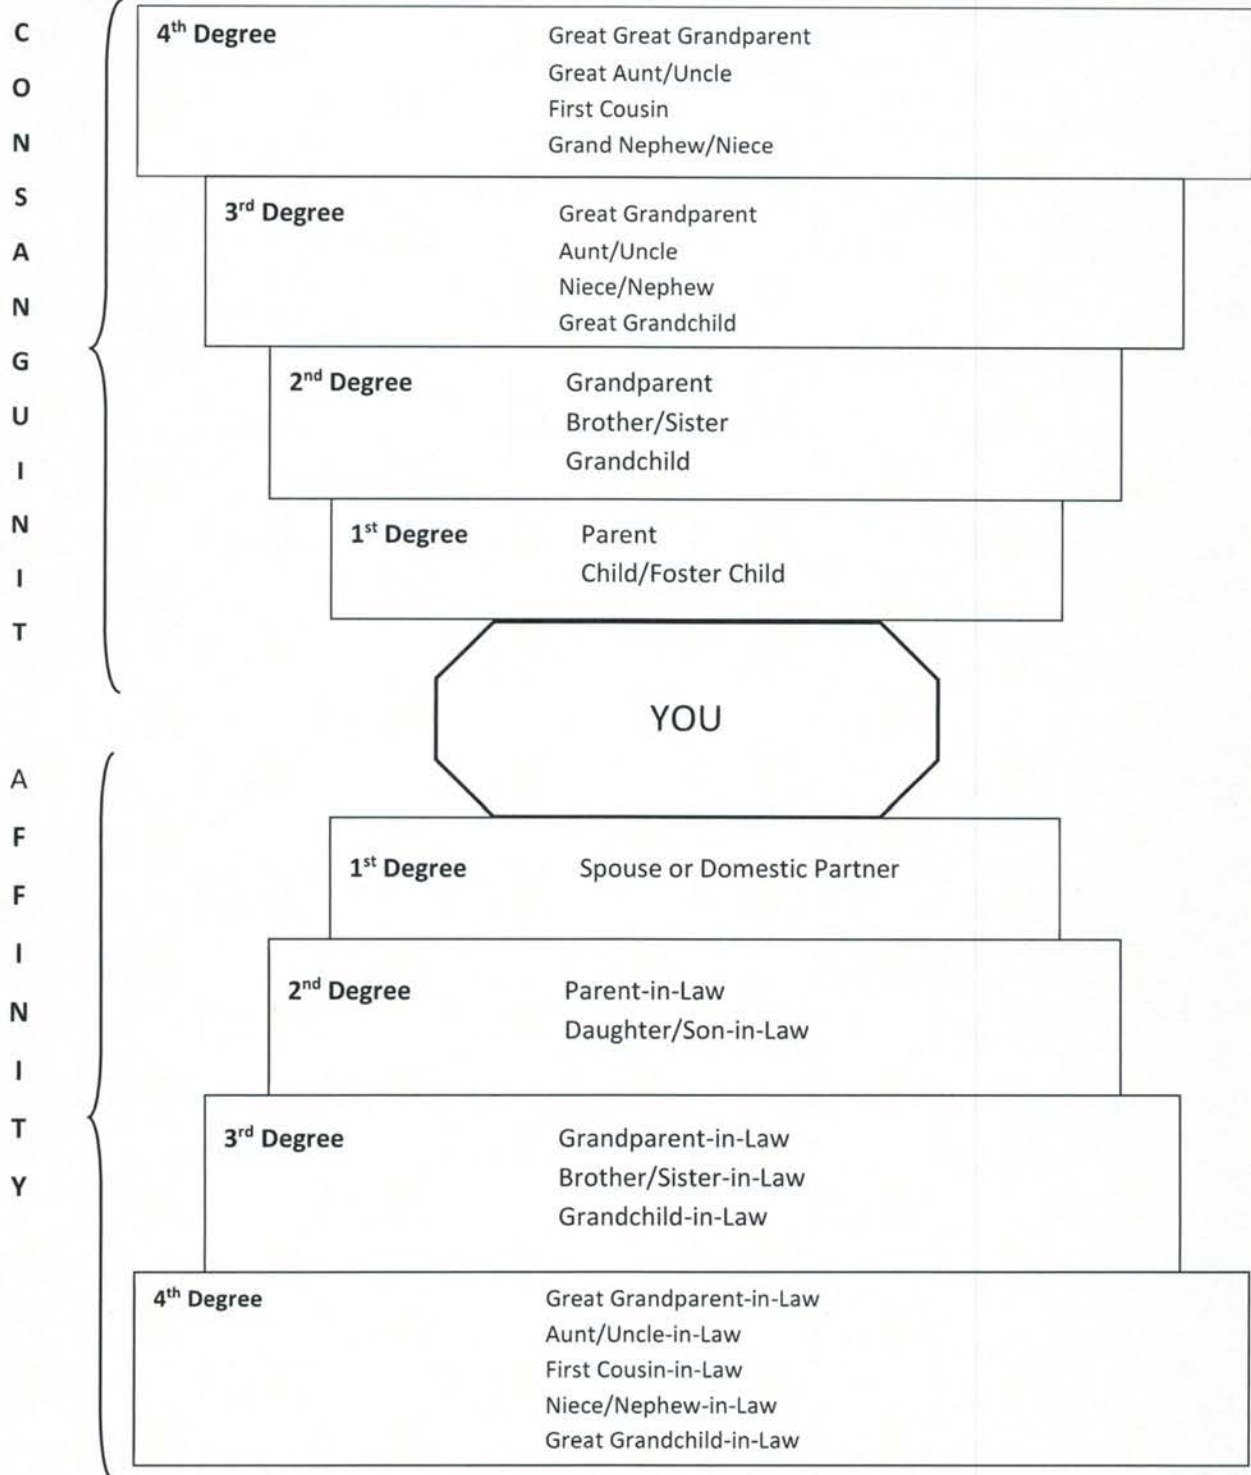 CONSANGUINIT
4th Degree
Great Great Grandparent
Great Aunt/Uncle
First Cousin
Grand Nephew/Niece
3rd Degree
Great Grandparent
Aunt/Uncle
Niece/Nephew
Great Grandchild
2nd Degree
Grandparent
Brother/Sister
Grandchild
1st Degree
Parent
Child/Foster Child
YOU
AFFINITY
1st Degree
Spouse or Domestic Partner
2nd Degree
Parent-in-Law
Daughter/Son-in-Law
3rd Degree
Grandparent-in-Law
Brother/Sister-in-Law
Grandchild-in-Law
4th Degree
Great Grandparent-in-Law
Aunt/Uncle-in-Law
First Cousin-in-Law
Niece/Nephew-in-Law
Great Grandchild-in-Law